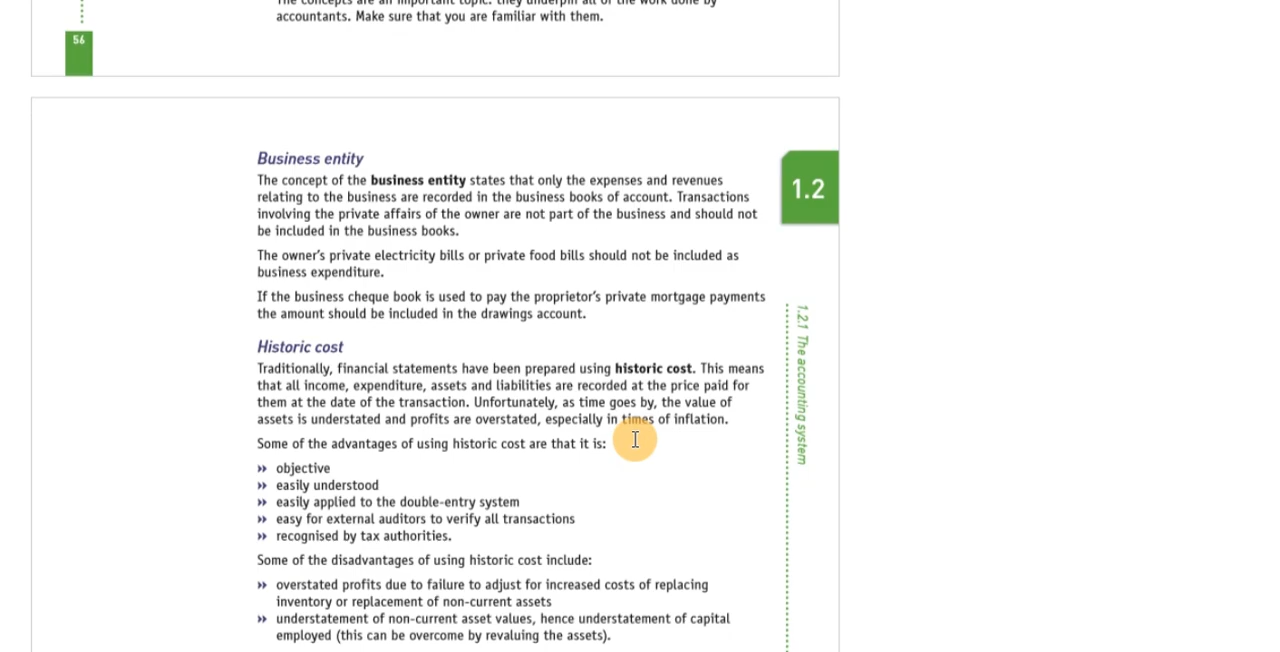 The concepts are an important topic: they underpin all of the work done by
accountants. Make sure that you are familiar with them.
56
Business entity
The concept of the business entity states that only the expenses and revenues
relating to the business are recorded in the business books of account. Transactions
involving the private affairs of the owner are not part of the business and should not
be included in the business books.
The owner's private electricity bills or private food bills should not be included as
business expenditure.
If the business cheque book is used to pay the proprietor's private mortgage payments
the amount should be included in the drawings account.
Historic cost
Traditionally, financial statements have been prepared using historic cost. This means
that all income, expenditure, assets and liabilities are recorded at the price paid for
them at the date of the transaction. Unfortunately, as time goes by, the value of
assets is understated and profits are overstated, especially in times of inflation.
Some of the advantages of using historic cost are that it is:
» objective
» easily understood
» easily applied to the double-entry system
» easy for external auditors to verify all transactions
» recognised by tax authorities.
Some of the disadvantages of using historic cost include:
» overstated profits due to failure to adjust for increased costs of replacing
inventory or replacement of non-current assets
» understatement of non-current asset values, hence understatement of capital
employed (this can be overcome by revaluing the assets).
1.2
1.2.1 The accounting system